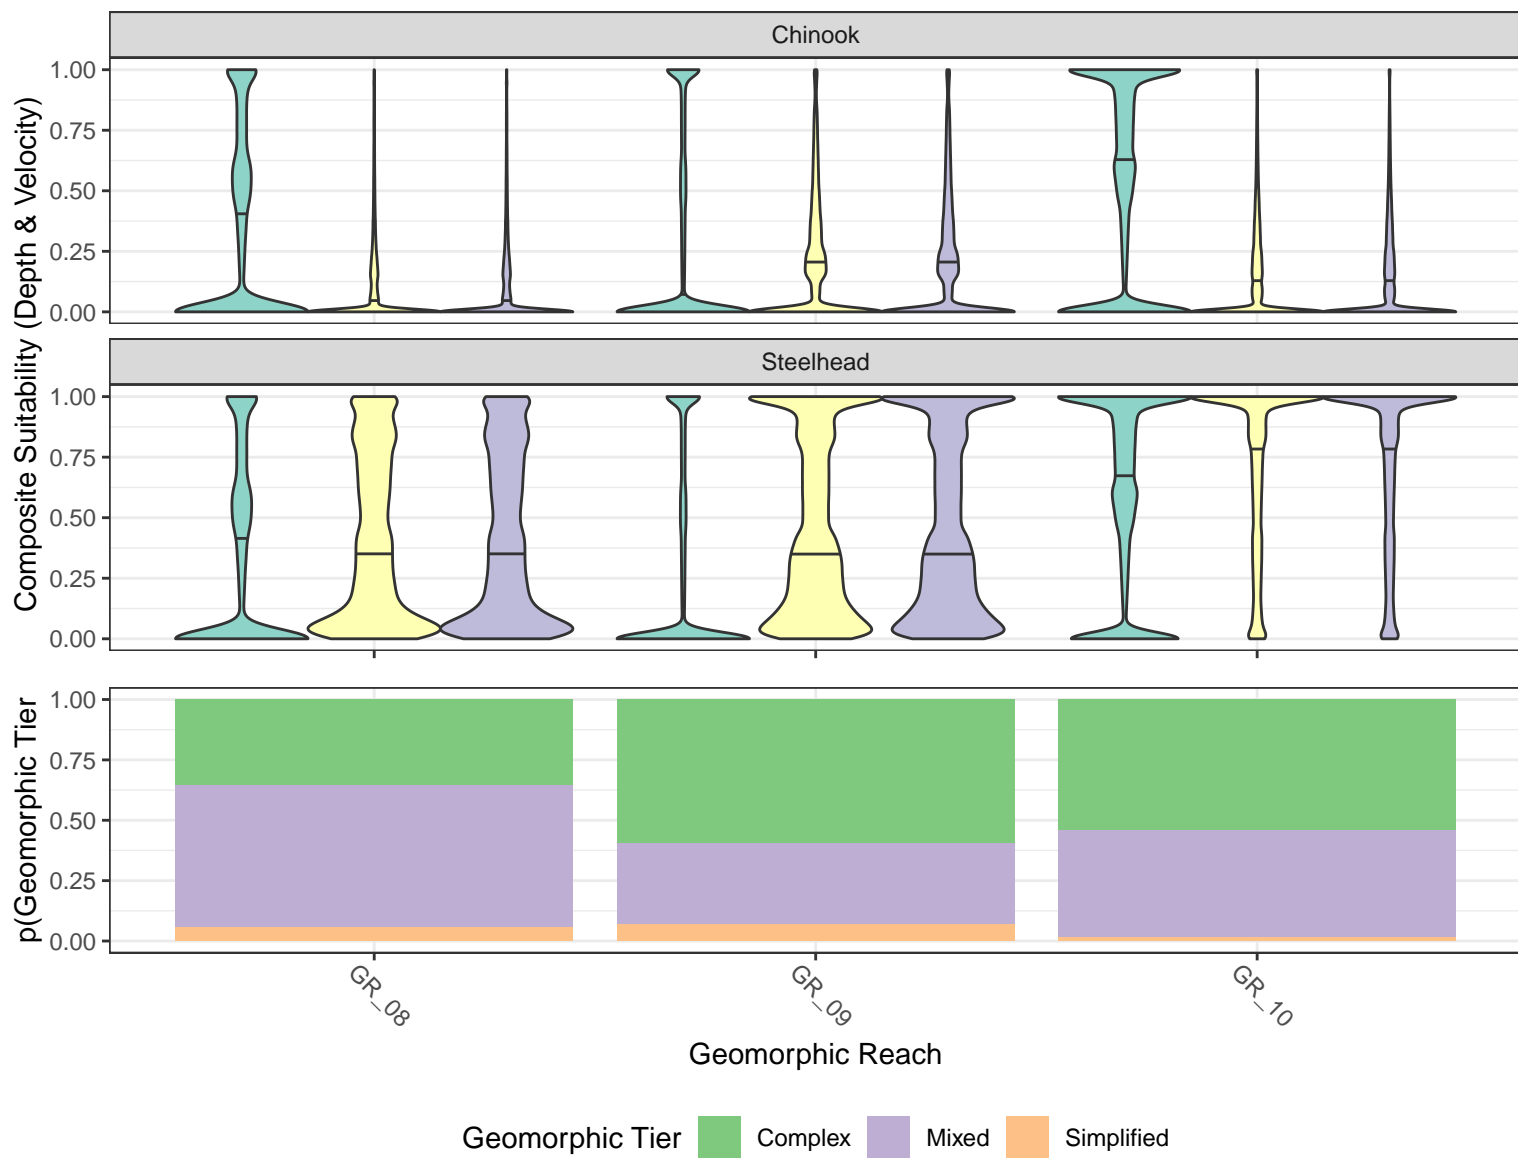 Chinook
1.00
0.75
0.50
0.25
0.00
Composite Suitability (Depth & Velocity)
Steelhead
1.00
0.75
0.50
0.25
0.00
p(Geomorphic Tier
1.00
0.75
0.50
0.25
0.00
GR_08 GR_09 GR_10
Geomorphic Reach
Geomorphic Tier Complex Mixed Simplified